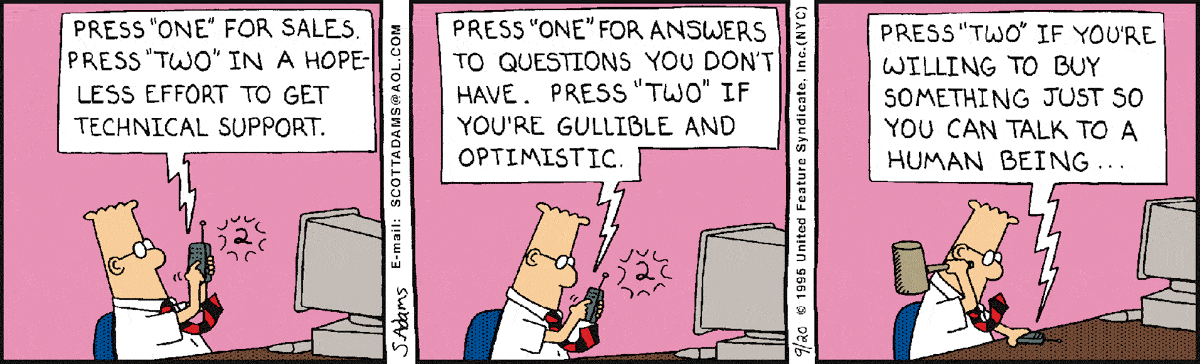 PRESS "ONE" FOR SALES.
PRESS "TWO" IN A HOPE-
LESS EFFORT TO GET
TECHNICAL SUPPORT.
2
S.Adams E-mail: SCOTTADAMS@AOL.COM
PRESS "ONE" FOR ANSWERS
TO QUESTIONS YOU DON'T
HAVE. PRESS "TWO" IF
YOU'RE GULLIBLE AND
OPTIMISTIC.
2
9/20 © 1995 United Feature Syndicate, Inc.(NYC)
PRESS "TWO" IF YOU'RE
WILLING TO BUY
SOMETHING JUST SO
YOU CAN TALK TO A
HUMAN BEING...